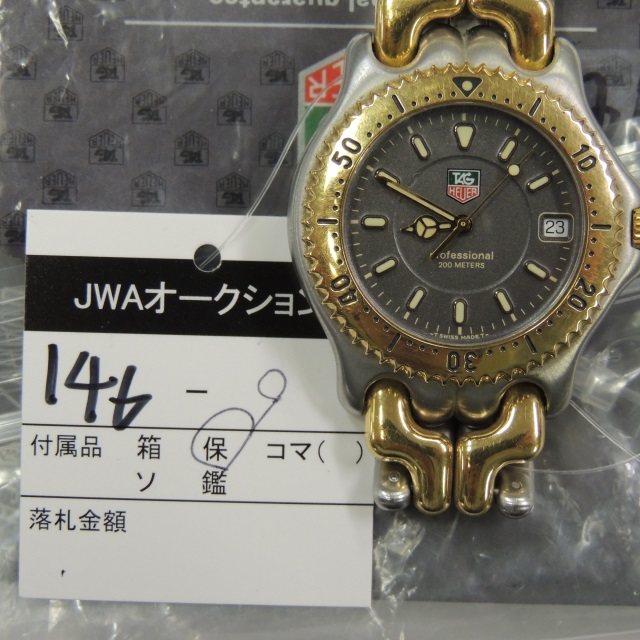 50
10
TAG
HEUER
23
Professional
200 METERS
40
20
30
SWISS MADE
JWAオークション
146 - 9
付属品 箱 保 コマ( )
ソ 鑑
落札金額